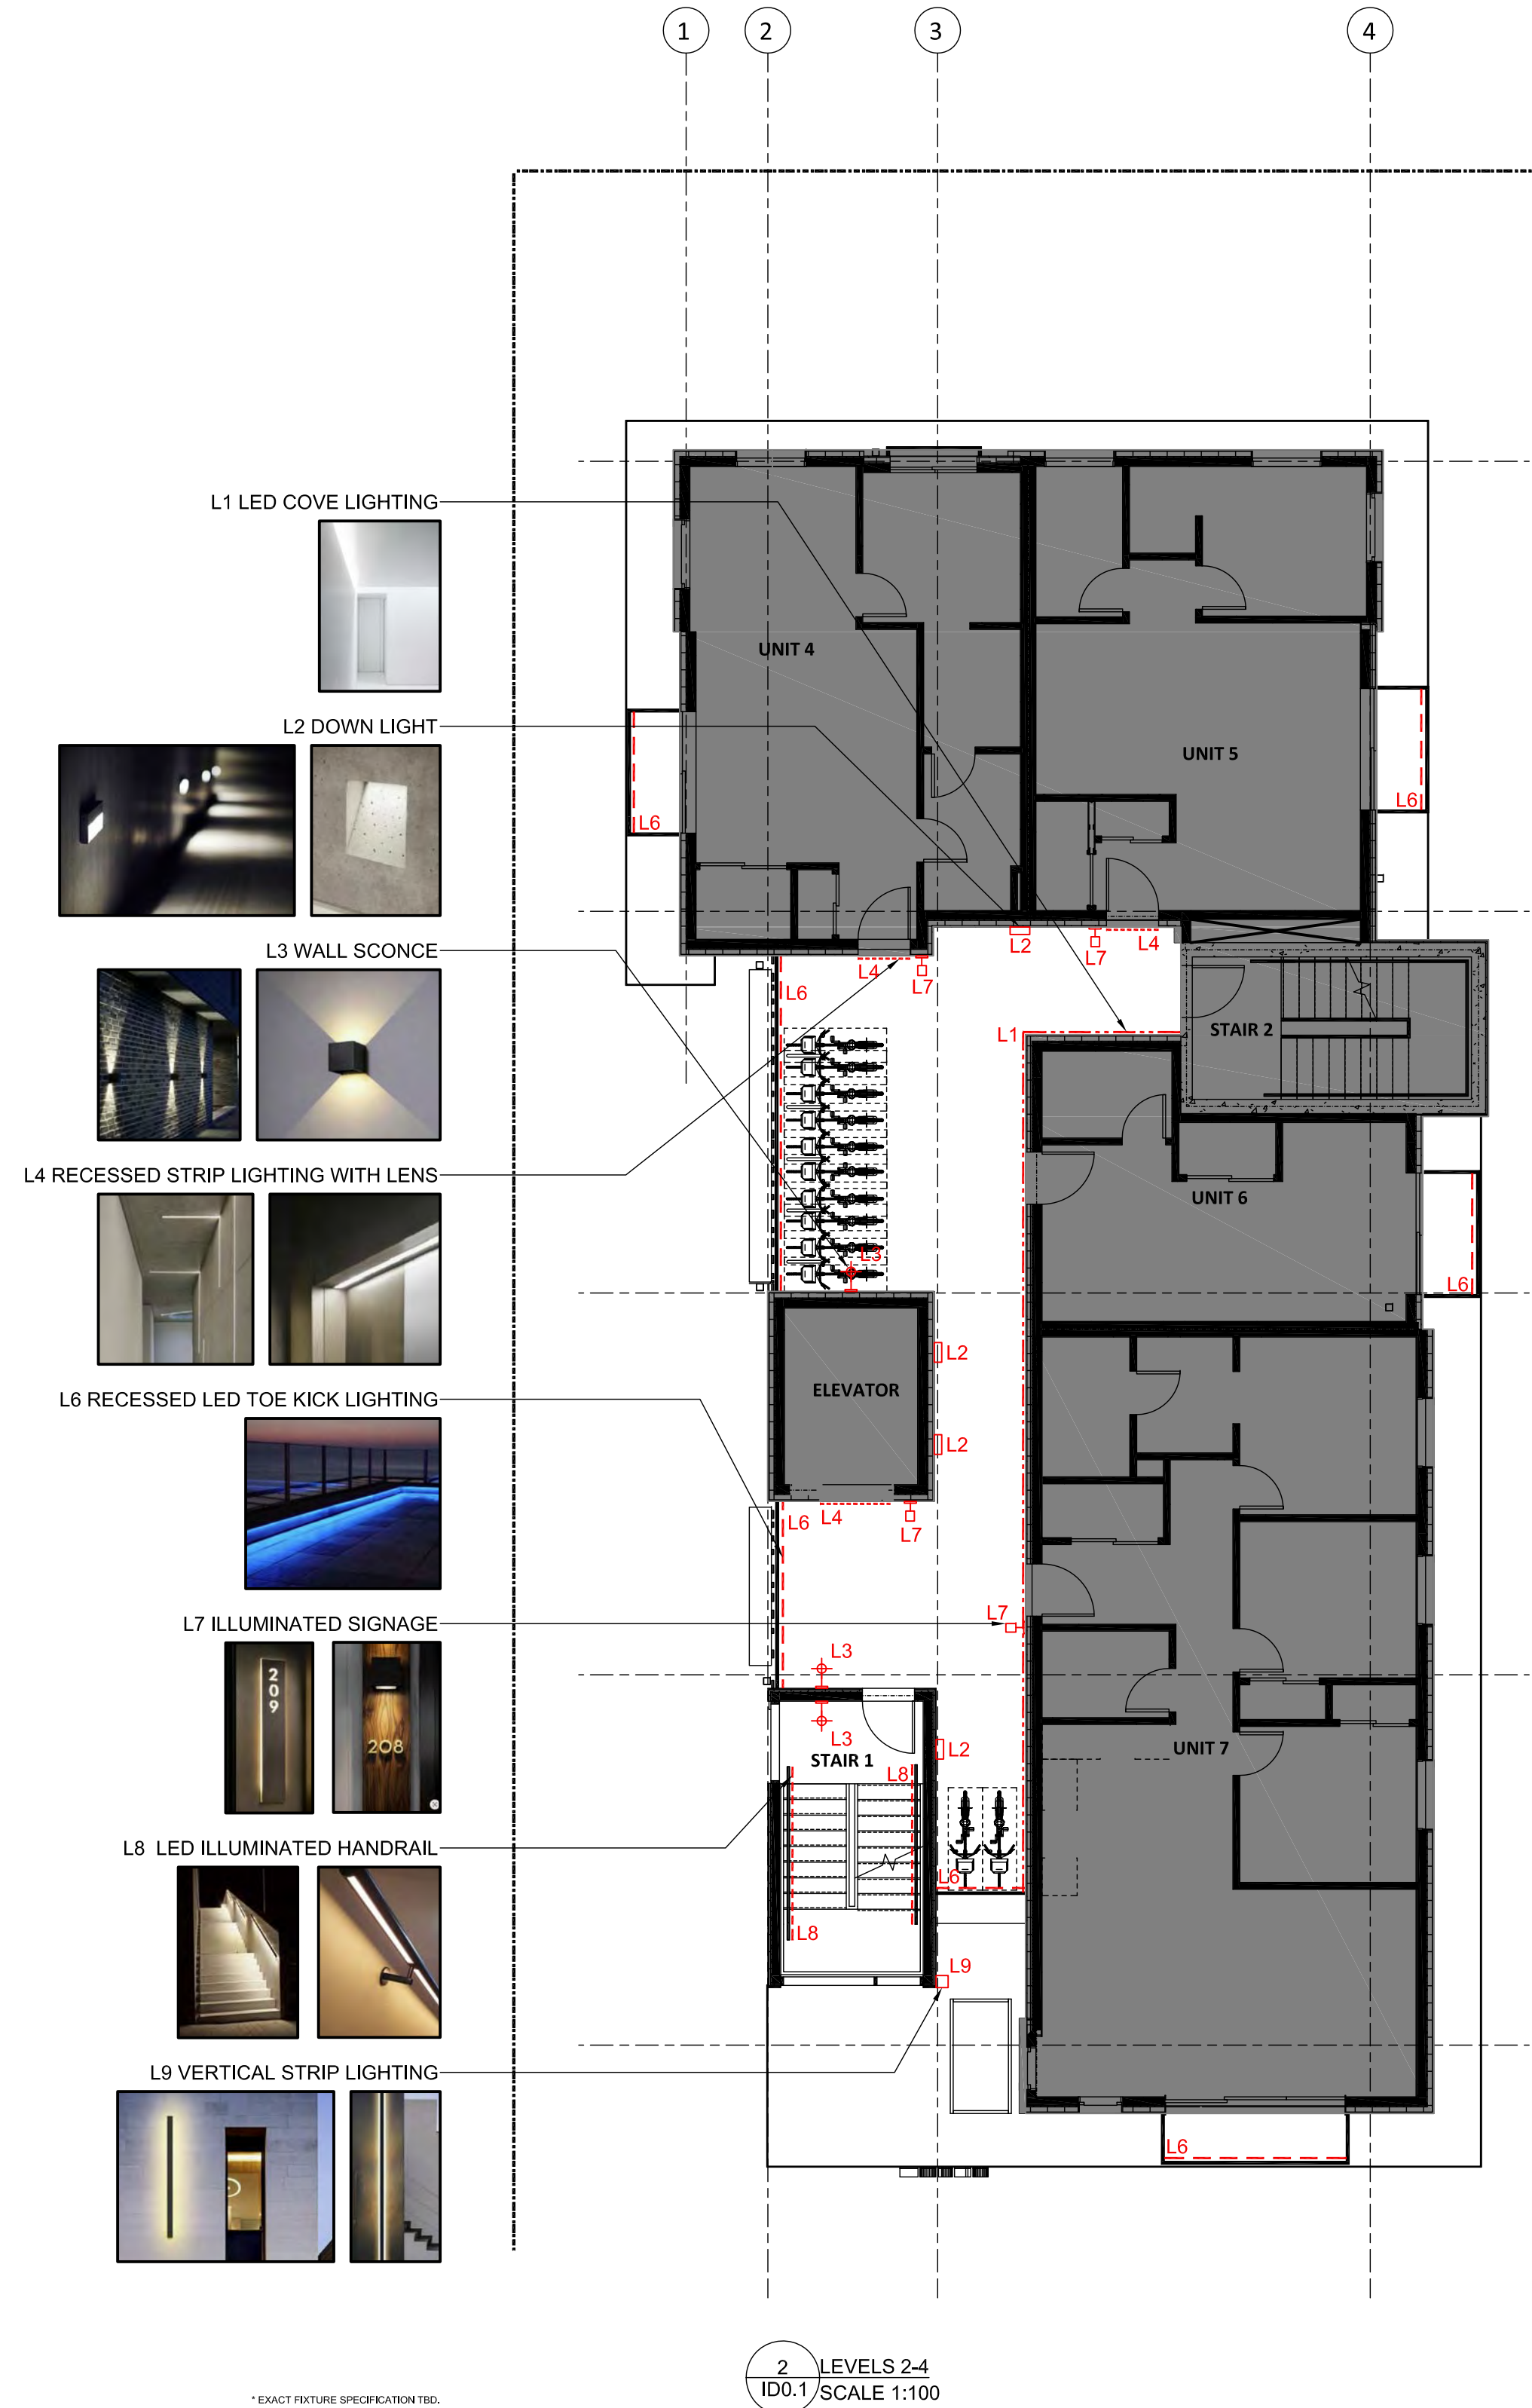 1 2 3 4
L1 LED COVE LIGHTING
UNIT 4
L2 DOWN LIGHT
UNIT 5
L6
L6
L3 WALL SCONCE
L2
L7
L4
L4
L7
L6
STAIR 2
L1
L4 RECESSED STRIP LIGHTING WITH LENS
UNIT 6
L3
L6
L2
ELEVATOR
L6 RECESSED LED TOE KICK LIGHTING
L2
L6
L4
L7
L7 ILLUMINATED SIGNAGE
L7
209
208
L3
L3
L2
STAIR 1
UNIT 7
L8
L8 LED ILLUMINATED HANDRAIL
L6
L8
L9
L9 VERTICAL STRIP LIGHTING
L6
2
ID0.1
LEVELS 2-4
SCALE 1:100
* EXACT FIXTURE SPECIFICATION TBD.